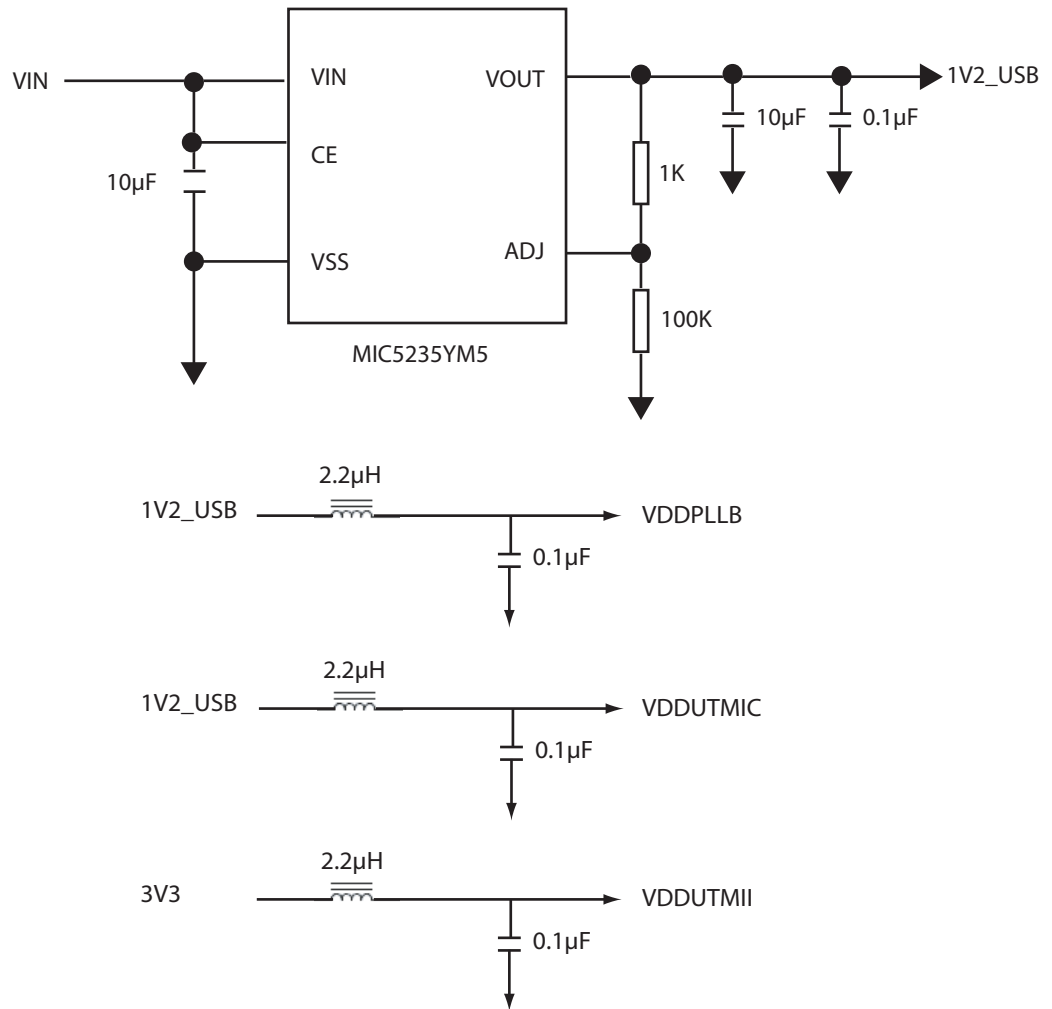 VIN
VIN
VOUT
1V2_USB
10µF
0.1µF
CE
10µF
1K
ADJ
VSS
100K
MIC5235YM5
2.2µH
1V2_USB
VDDPLLB
0.1µF
2.2µH
1V2_USB
VDDUTMIC
0.1µF
2.2µH
3V3
VDDUTMII
0.1µF